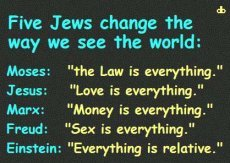 Five Jews change the
way we see the world:
Moses: "the Law is everything."
Jesus: "Love is everything."
Marx: "Money is everything."
Freud: "Sex is everything."
Einstein: "Everything is relative."